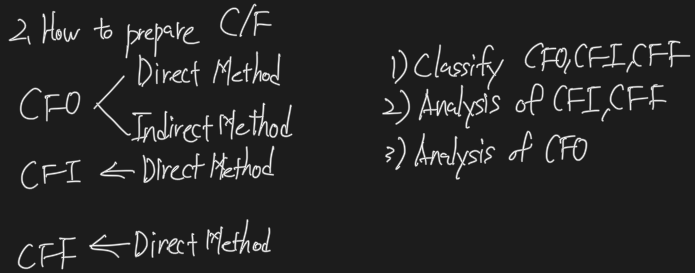 2. How to prepare C/F
Direct Method
CFO <
Indirect Method
CFI ← Direct Method
CFF ← Direct Method
1) Classify CFO, CFI, CFF
2) Analysis of CFI, CFF
3) Analysis of CFO